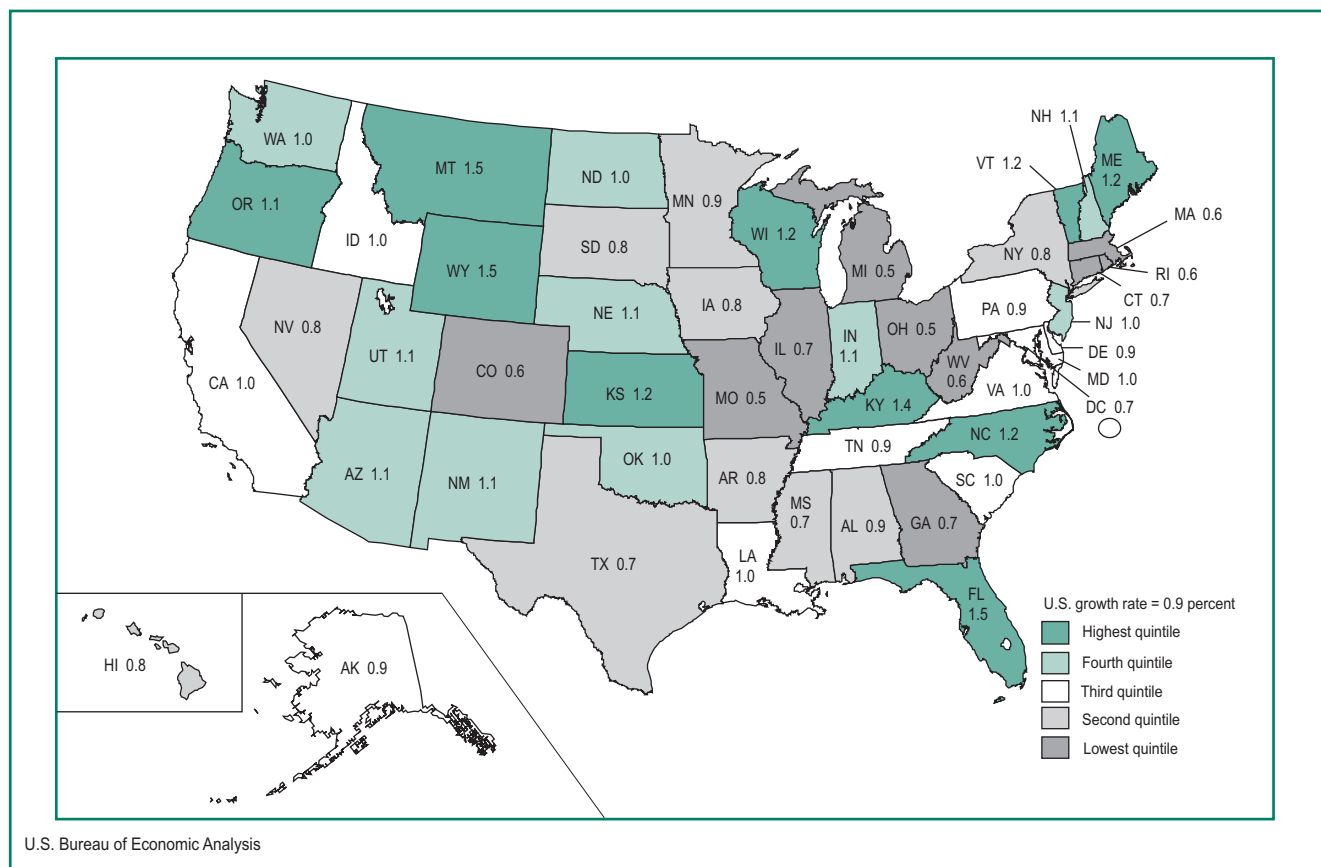 NH 1.1
WA 1.0
VT 1.2
ME
1.2
MT 1.5
ND 1.0
MN 0.9
OR 1.1
MA 0.6
ID 1.0
WI 1.2
SD 0.8
NY 0.8
WY 1.5
MI 0.5
RI 0.6
CT 0.7
IA 0.8
PA 0.9
NE 1.1
NJ 1.0
NV 0.8
OH 0.5
IN
1.1
DE 0.9
UT 1.1
IL 0.7
WV
0.6
MD 1.0
CO 0.6
CA 1.0
VA 1.0
KS 1.2
MO 0.5
KY 1.4
DC 0.7
NC 1.2
TN 0.9
OK 1.0
AZ 1.1
NM 1.1
AR 0.8
SC 1.0
MS
0.7
AL 0.9
GA 0.7
LA
1.0
TX 0.7
FL
1.5
U.S. growth rate = 0.9 percent
Highest quintile
Fourth quintile
Third quintile
Second quintile
Lowest quintile
HI 0.8
AK 0.9
U.S. Bureau of Economic Analysis